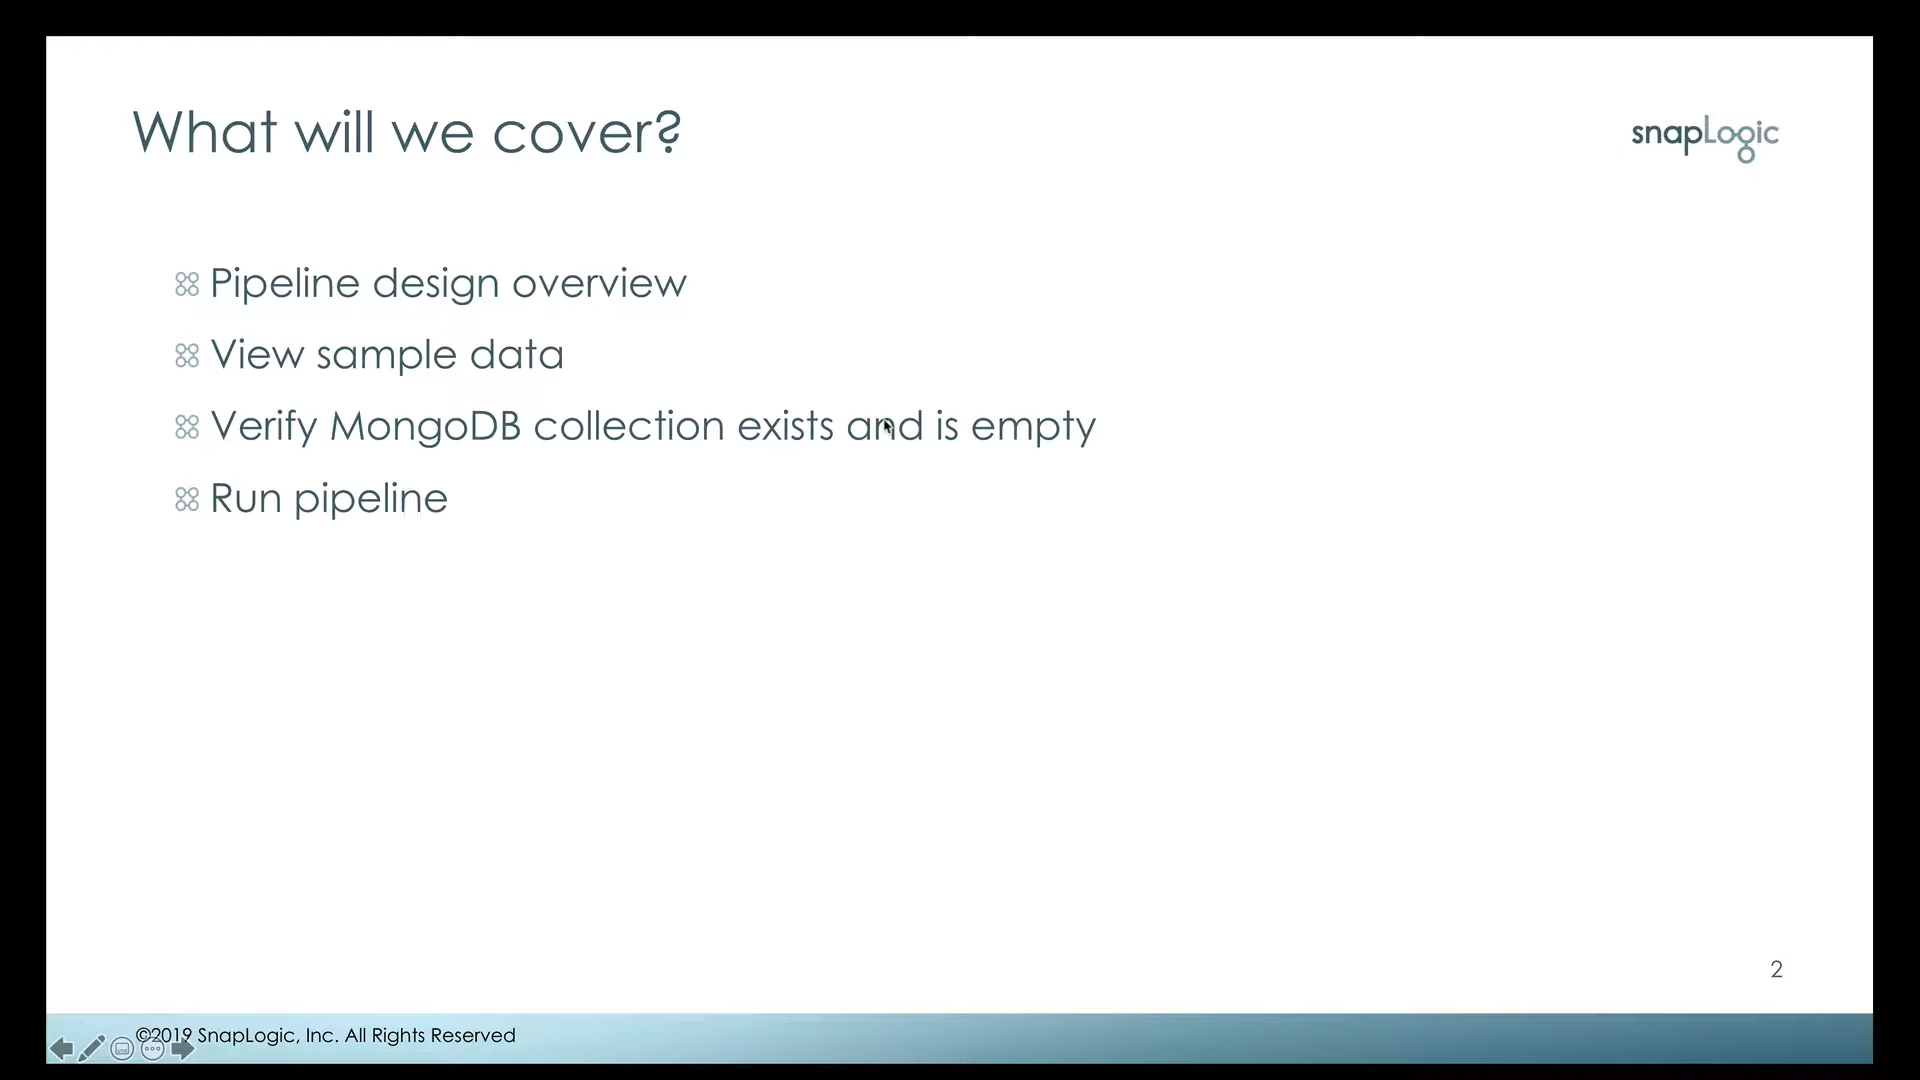 What will we cover?
snapLogic
Pipeline design overview
View sample data
Verify MongoDB collection exists and is empty
Run pipeline
2
©2019 SnapLogic, Inc. All Rights Reserved